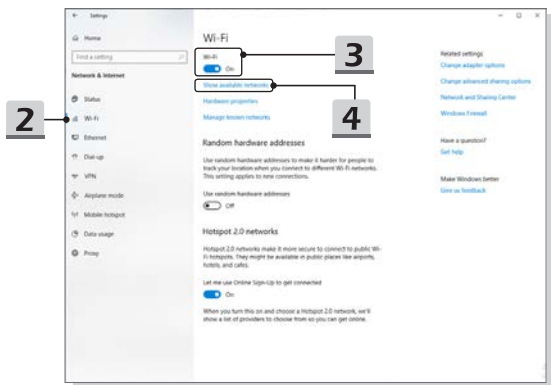 Settings
Home
Find a setting
Network & Internet
Status
Wi-Fi
Ethernet
Dial-up
VPN
Airplane mode
Mobile hotspot
Data usage
Proxy
2
Wi-Fi
Wi-Fi
On
3
Show available networks
4
Hardware properties
Manage known networks
Random hardware addresses
Use random hardware addresses to make it harder for people to
track your location when you connect to different Wi-Fi networks.
This setting applies to new connections.
Use random hardware addresses
Off
Hotspot 2.0 networks
Hotspot 2.0 networks make it more secure to connect to public Wi-
Fi hotspots. They might be available in public places like airports,
hotels, and cafes.
Let me use Online Sign-Up to get connected
On
When you turn this on and choose a Hotspot 2.0 network, we'll
show a list of providers to choose from so you can get online.
Related settings
Change adapter options
Change advanced sharing options
Network and Sharing Center
Windows Firewall
Have a question?
Get help
Make Windows better
Give us feedback